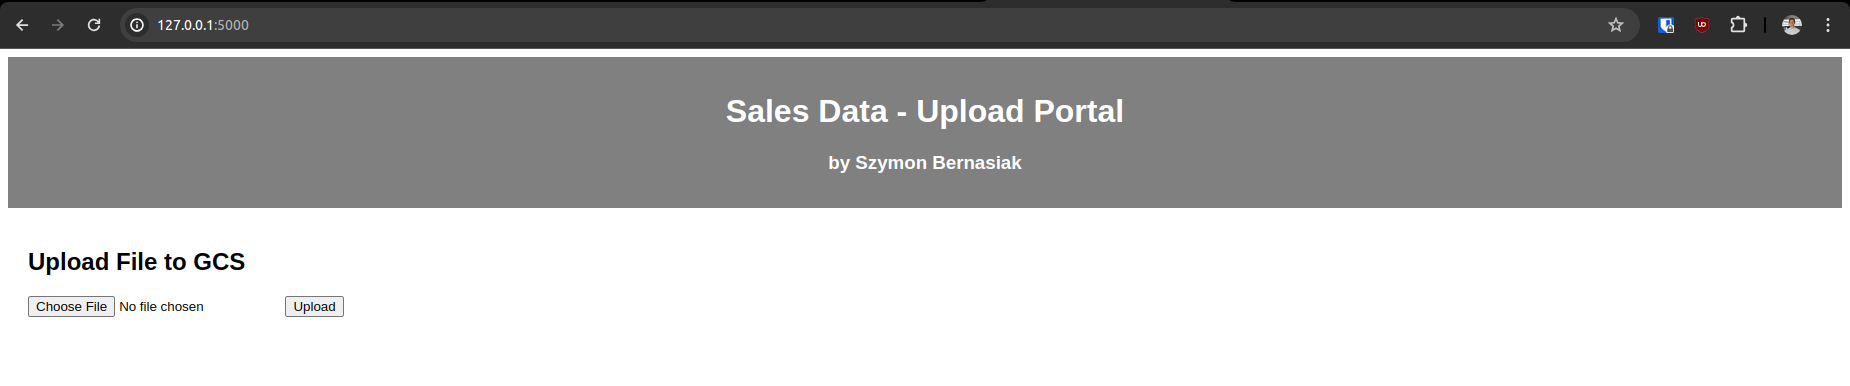 127.0.0.1:5000
Sales Data - Upload Portal
by Szymon Bernasiak
Upload File to GCS
Choose File No file chosen Upload